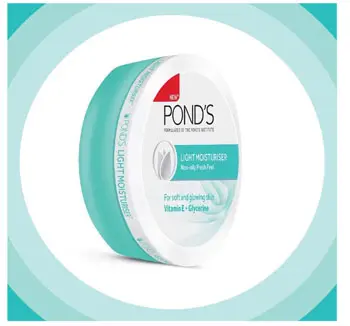 NEW
POND'S
FORMULATED BY THE POND'S INSTITUTE
LIGHT MOISTURISER
Non-oily Fresh Feel
For soft and glowing skin
Vitamin E + Glycerine
POND'S LIGHT MOISTURISER